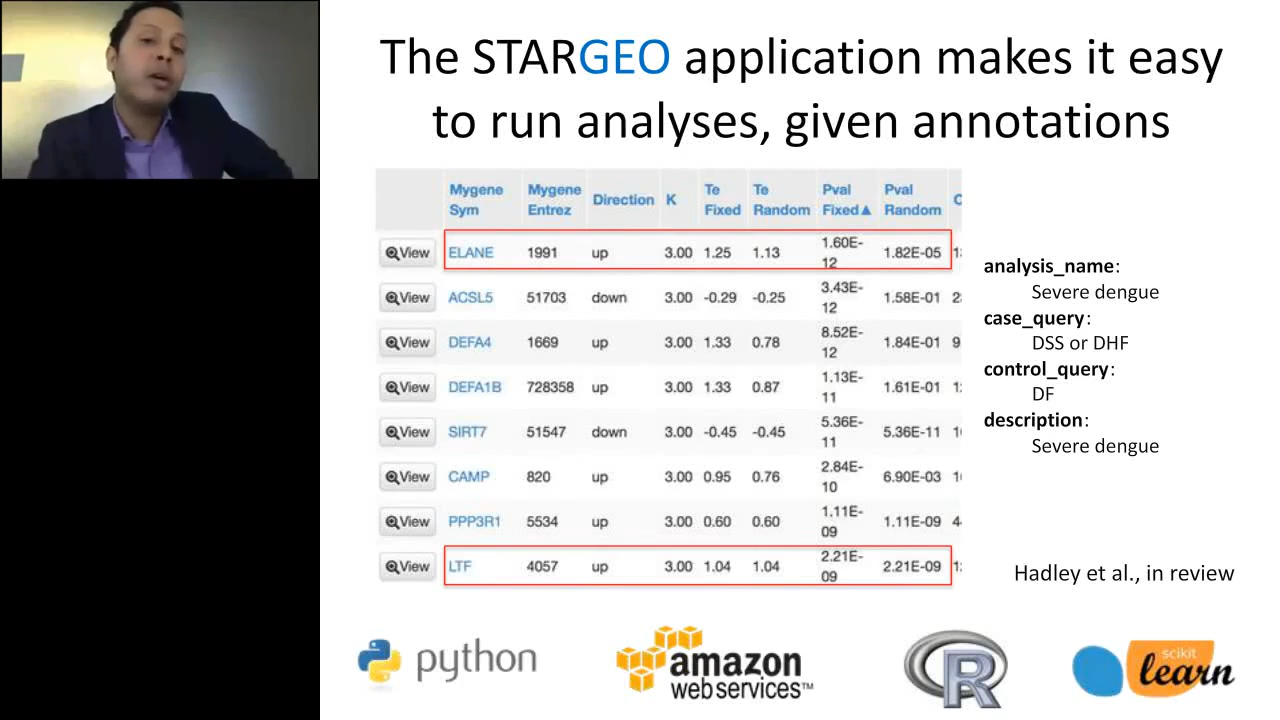 The STARGEO application makes it easy
to run analyses, given annotations
Mygene Sym Mygene Entrez Direction K Te Fixed Te Random Pval Fixed▲ Pval Random
View ELANE 1991 up 3.00 1.25 1.13 1.60E-12 1.82E-05
View ACSL5 51703 down 3.00 -0.29 -0.25 3.43E-12 1.58E-01
View DEFA4 1669 up 3.00 1.33 0.78 8.52E-12 1.84E-01
View DEFA1B 728358 up 3.00 1.33 0.87 1.13E-11 1.61E-01
View SIRT7 51547 down 3.00 -0.45 -0.45 5.36E-11 5.36E-11
View CAMP 820 up 3.00 0.95 0.76 2.84E-10 6.90E-03
View PPP3R1 5534 up 3.00 0.60 0.60 1.11E-09 1.11E-09
View LTF 4057 up 3.00 1.04 1.04 2.21E-09 2.21E-09
analysis_name:
Severe dengue
case_query:
DSS or DHF
control_query:
DF
description:
Severe dengue
Hadley et al., in review
python
amazon
web services™
R
scikit
learn